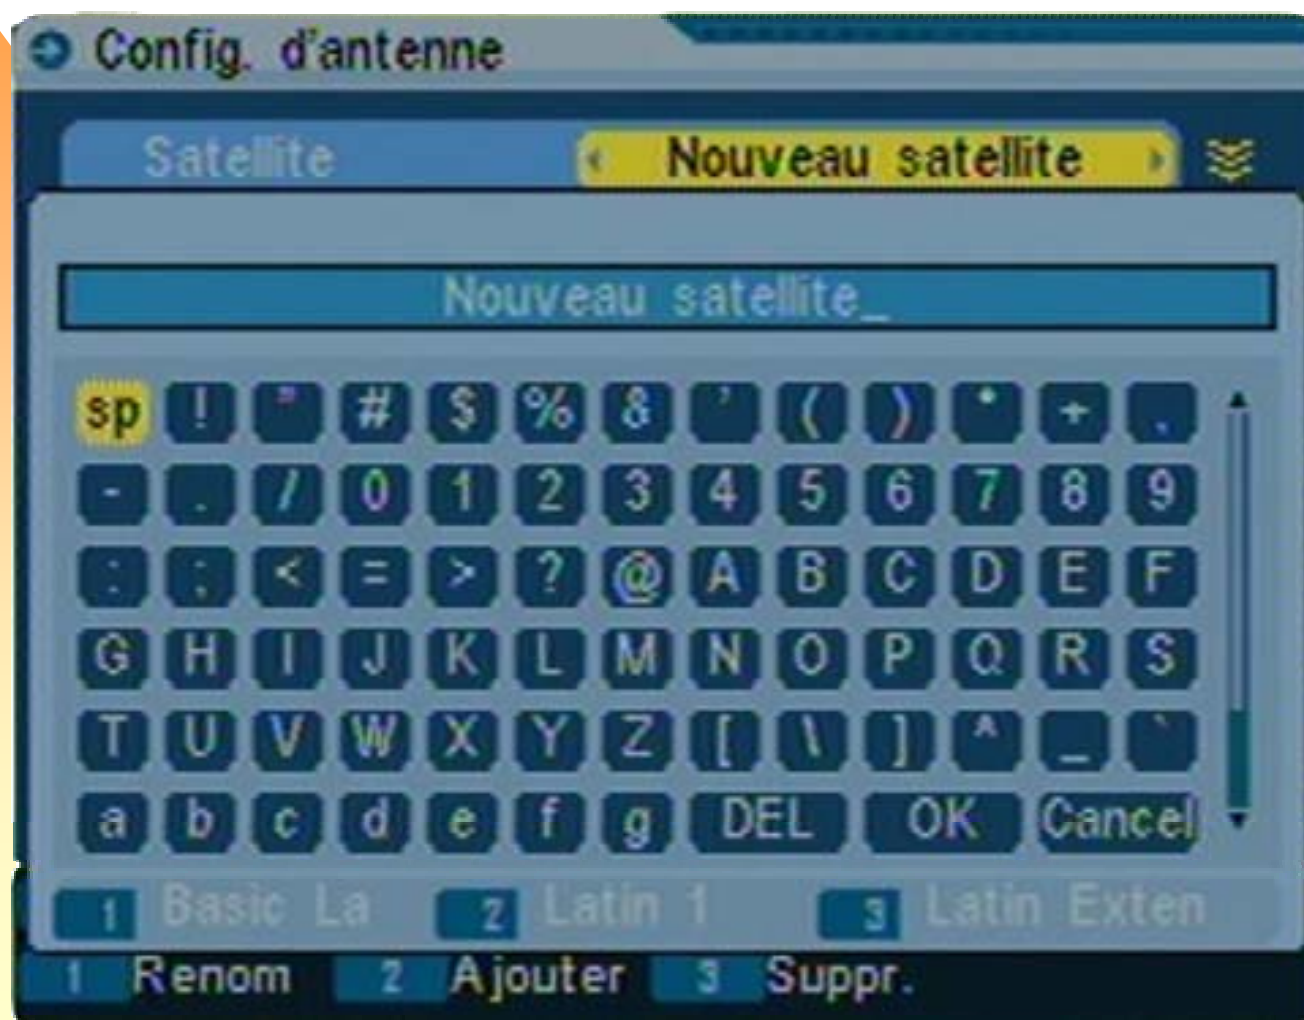 Config. d'antenne
Satellite Nouveau satellite
Nouveau satellite_
sp ! " # $ % & ' ( ) * + ,
- . / 0 1 2 3 4 5 6 7 8 9
: ; < = > ? @ A B C D E F
G H I J K L M N O P Q R S
T U V W X Y Z [ \ ] ^ _ `
a b c d e f g DEL OK Cancel
1 Basic La 2 Latin 1 3 Latin Exten
1 Renom 2 Ajouter 3 Suppr.